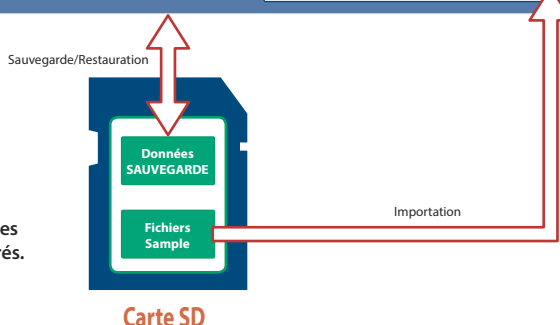 Sauvegarde/Restauration
Données
SAUVEGARDE
Importation
Fichiers
Sample
Carte SD